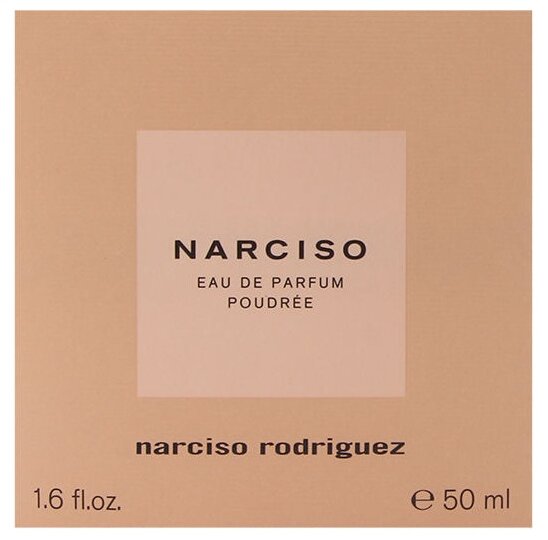 NARCISO
EAU DE PARFUM
POUDRÉE
narciso rodriguez
1.6 fl.oz. ℮ 50 ml